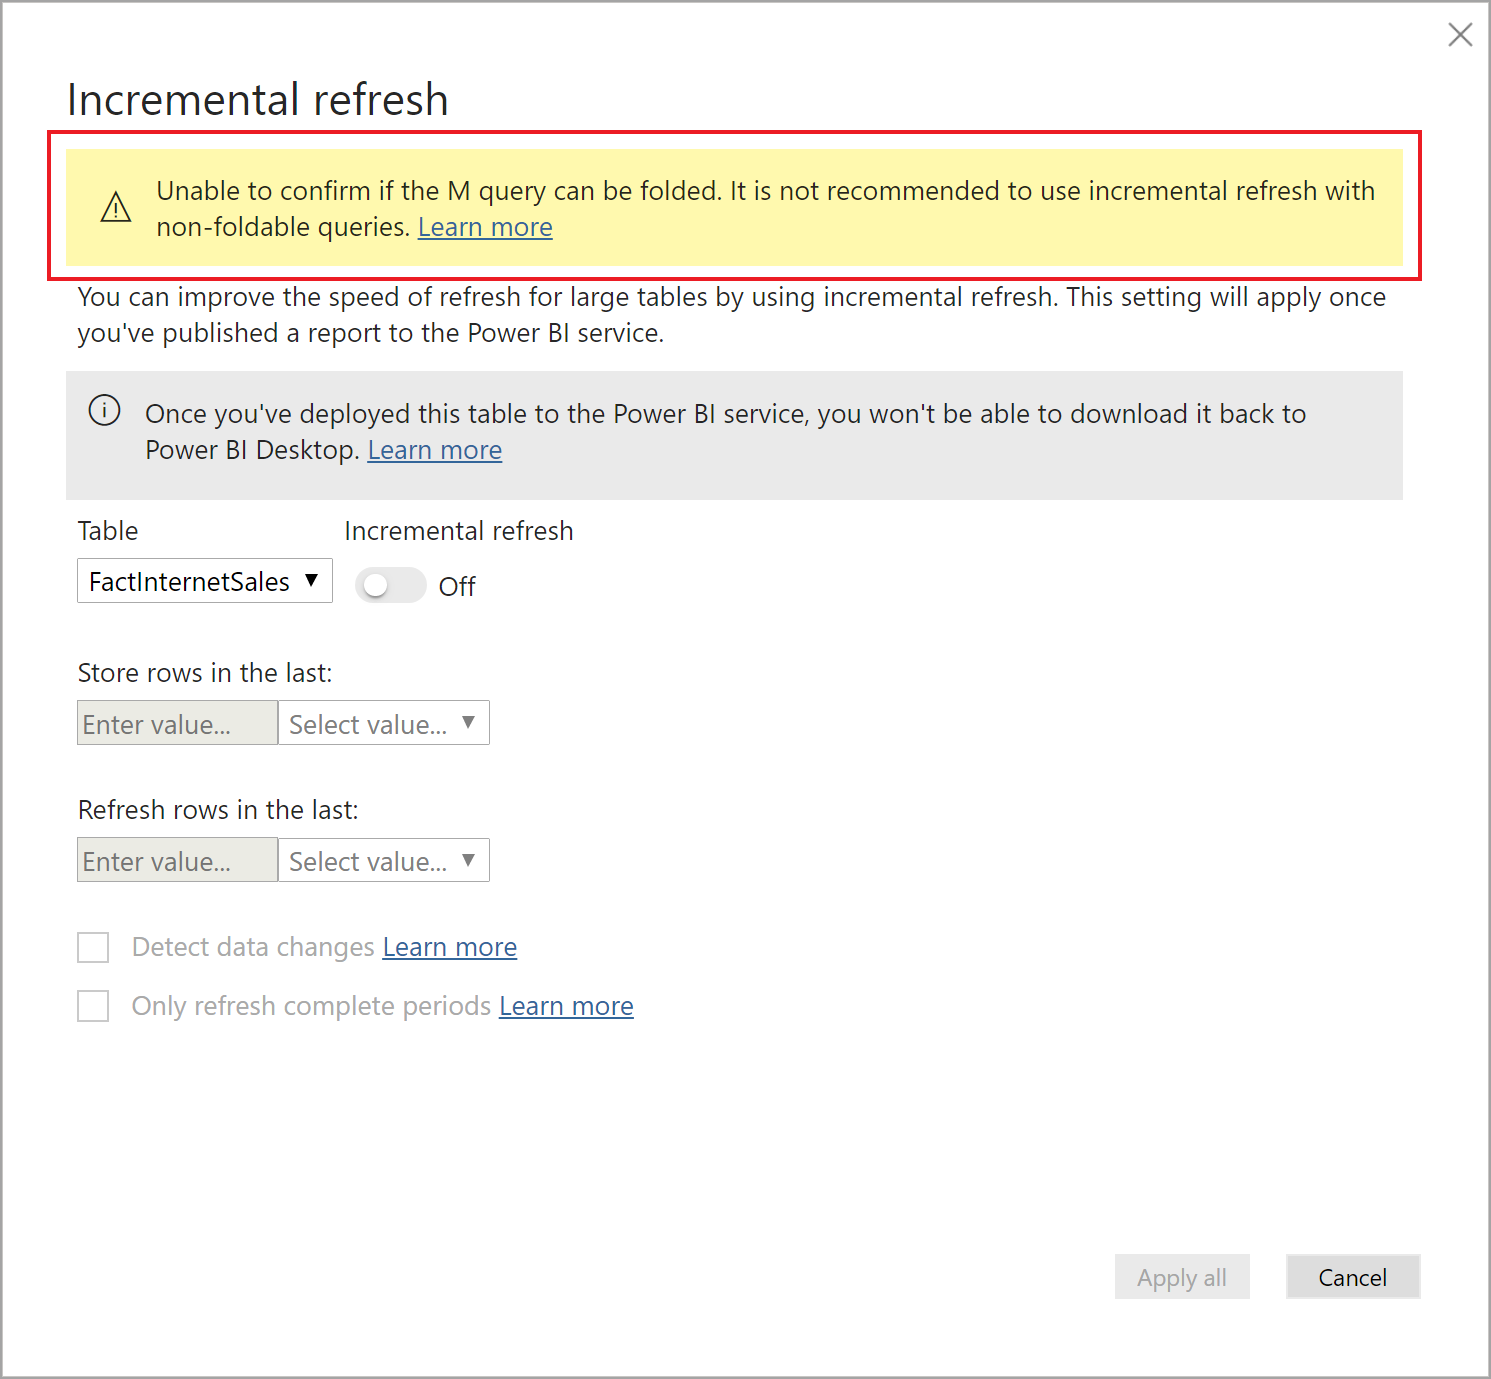 Incremental refresh
Unable to confirm if the M query can be folded. It is not recommended to use incremental refresh with
non-foldable queries. Learn more
You can improve the speed of refresh for large tables by using incremental refresh. This setting will apply once
you've published a report to the Power BI service.
Once you've deployed this table to the Power BI service, you won't be able to download it back to
Power BI Desktop. Learn more
Table Incremental refresh
FactInternetSales Off
Store rows in the last:
Enter value... Select value...
Refresh rows in the last:
Enter value... Select value...
Detect data changes Learn more
Only refresh complete periods Learn more
Apply all Cancel